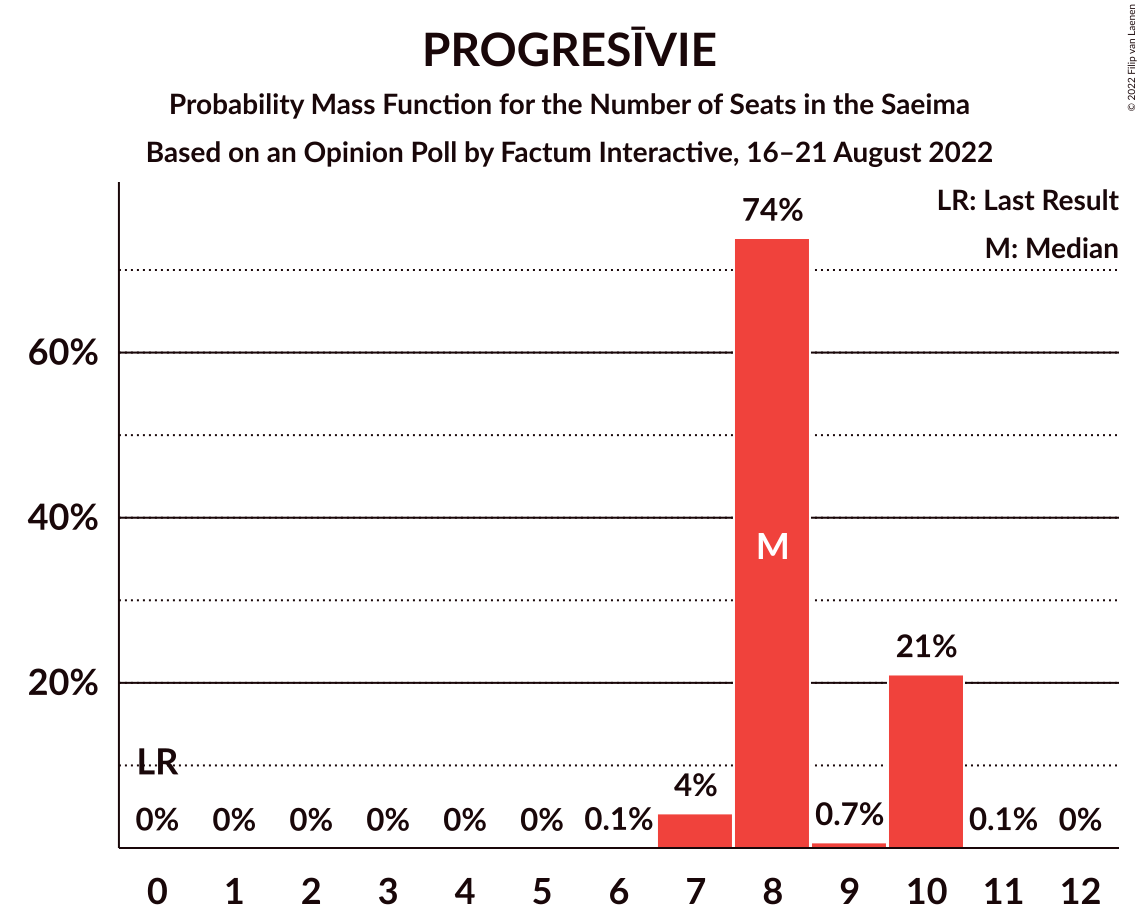 PROGRESĪVIE
Probability Mass Function for the Number of Seats in the Saeima
Based on an Opinion Poll by Factum Interactive, 16–21 August 2022
© 2022 Filip van Laenen
LR: Last Result
M: Median
74%
60%
40%
M
21%
20%
LR
0% 0% 0% 0% 0% 0% 0.1% 4% 0.7% 0.1% 0%
0 1 2 3 4 5 6 7 8 9 10 11 12